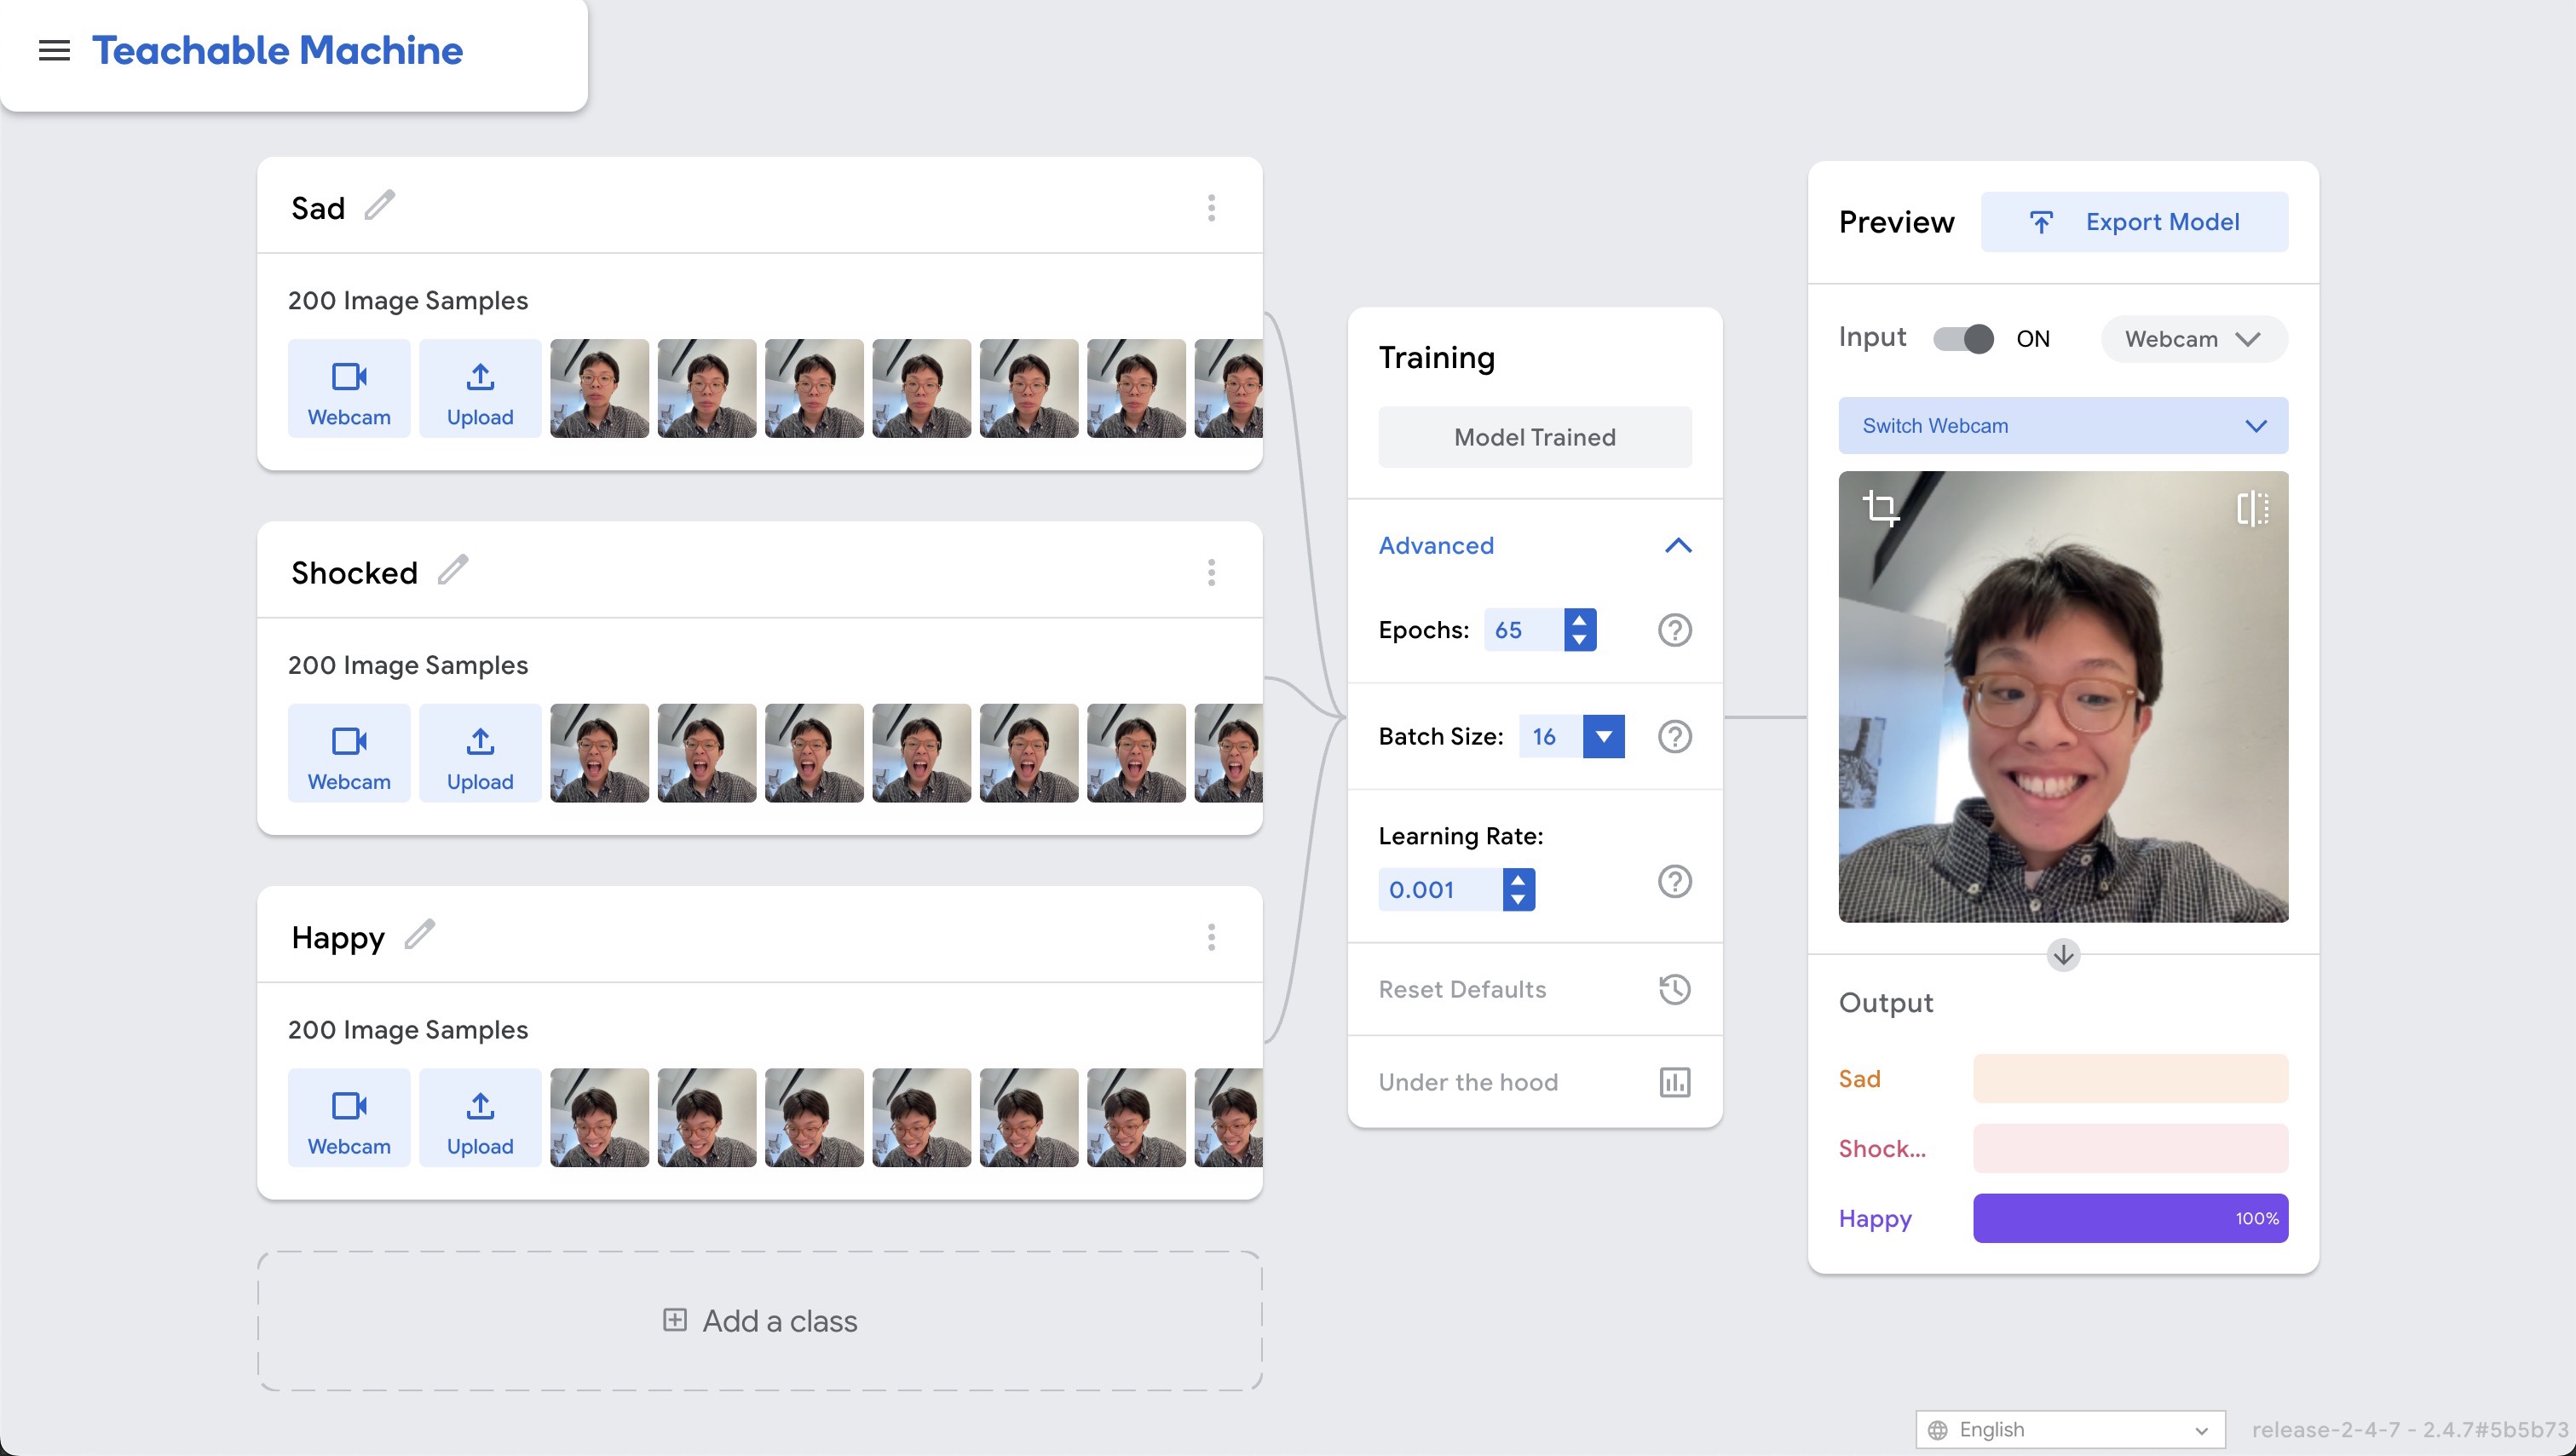 Teachable Machine
Sad
200 Image Samples
Webcam
Upload
Shocked
200 Image Samples
Webcam
Upload
Happy
200 Image Samples
Webcam
Upload
Add a class
Training
Model Trained
Advanced
Epochs: 65
Batch Size: 16
Learning Rate:
0.001
Reset Defaults
Under the hood
Preview
Export Model
Input ON Webcam
Switch Webcam
Output
Sad
Shock...
Happy 100%
English
release-2-4-7 - 2.4.7#5b5b73